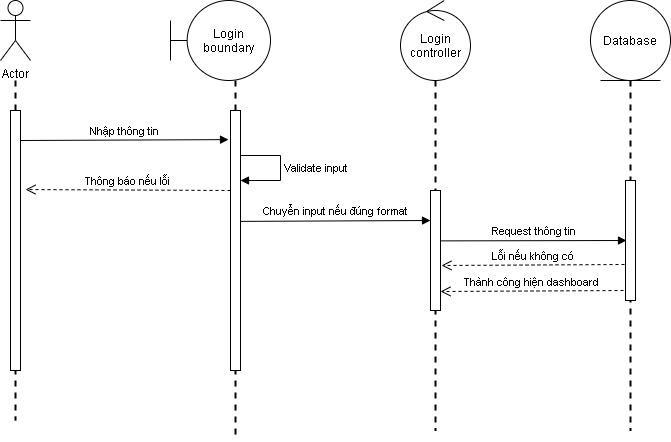 Actor
Login
boundary
Login
controller
Database
Nhập thông tin
Validate input
Thông báo nếu lỗi
Chuyển input nếu đúng format
Request thông tin
Lỗi nếu không có
Thành công hiện dashboard